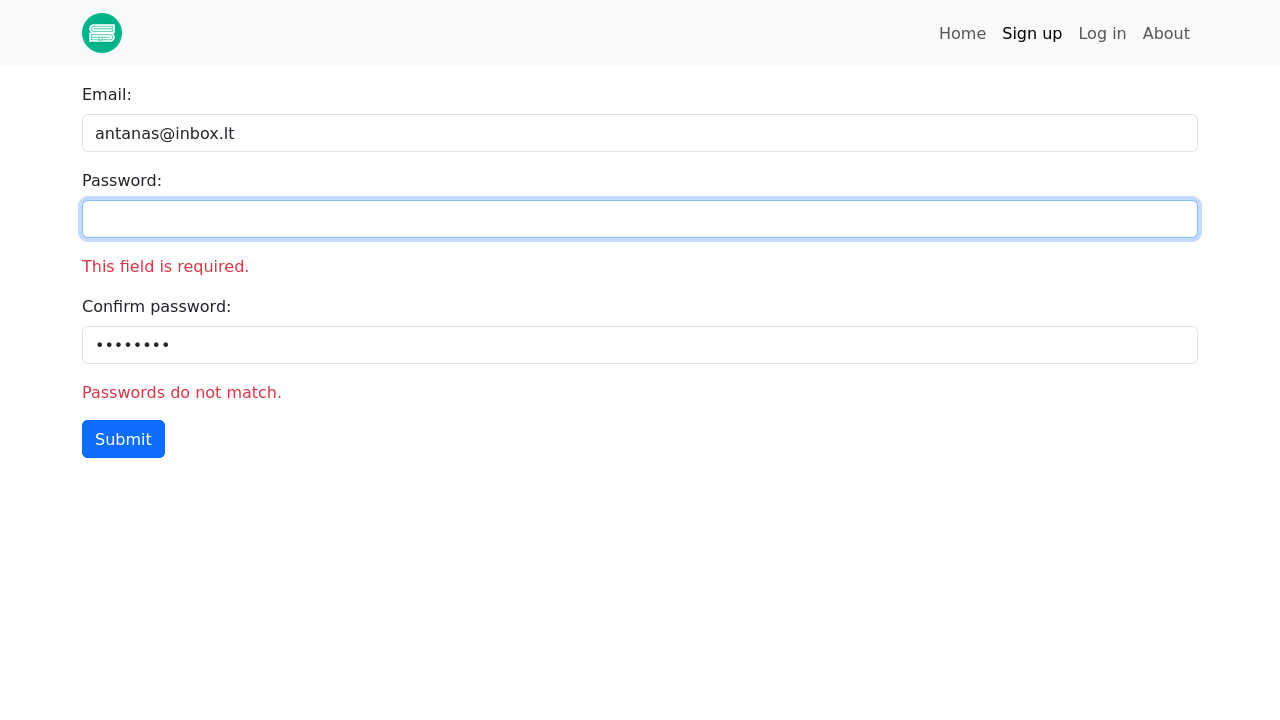 Home Sign up Log in About
Email:
antanas@inbox.lt
Password:
This field is required.
Confirm password:
••••••••
Passwords do not match.
Submit